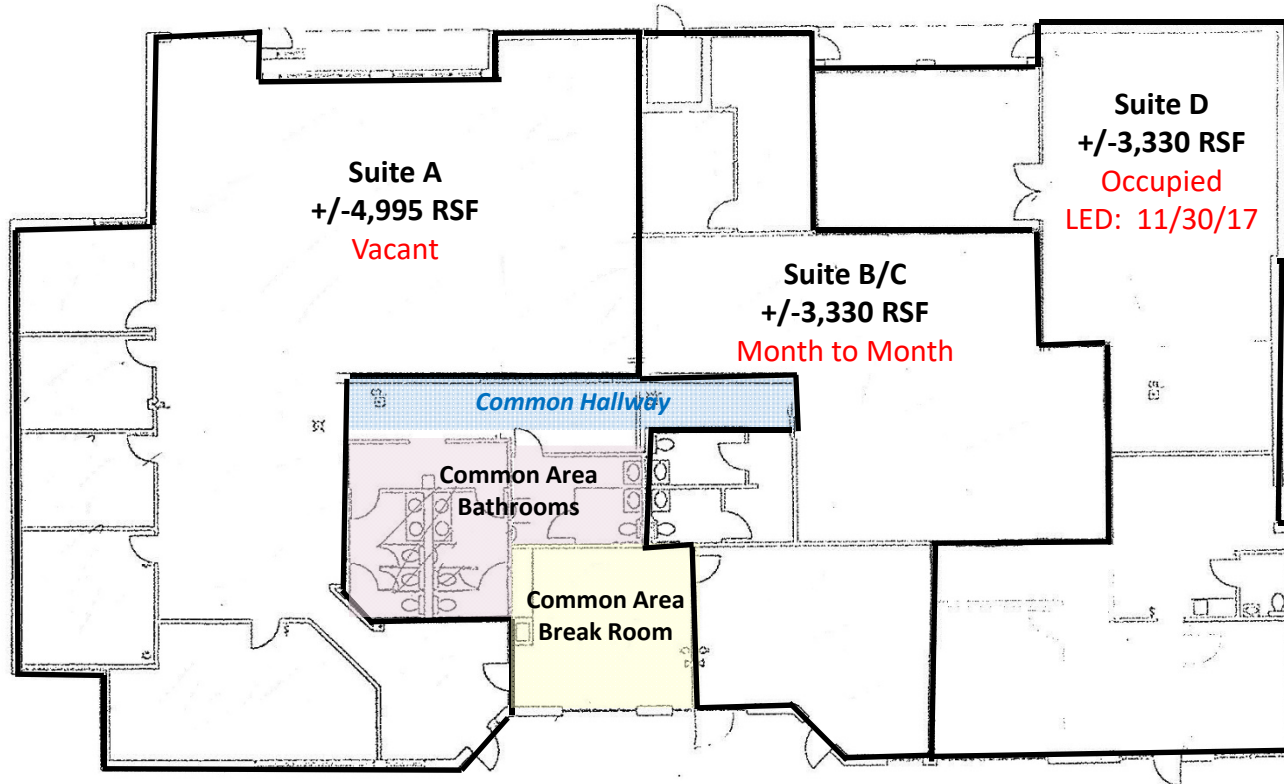 Suite A
+/-4,995 RSF
Vacant
Suite B/C
+/-3,330 RSF
Month to Month
Suite D
+/-3,330 RSF
Occupied
LED: 11/30/17
Common Hallway
Common Area
Bathrooms
Common Area
Break Room